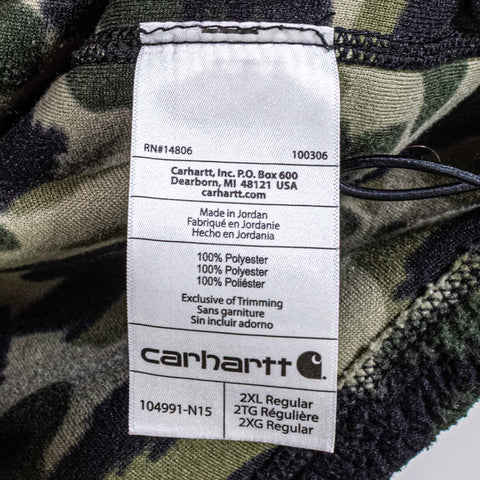 RN#14806 100306
Carhartt, Inc. P.O. Box 600
Dearborn, MI 48121 USA
carhartt.com
Made in Jordan
Fabriqué en Jordanie
Hecho en Jordania
100% Polyester
100% Polyester
100% Poliéster
Exclusive of Trimming
Sans garniture
Sin incluir adorno
carhartt
104991-N15
2XL Regular
2TG Régulière
2XG Regular